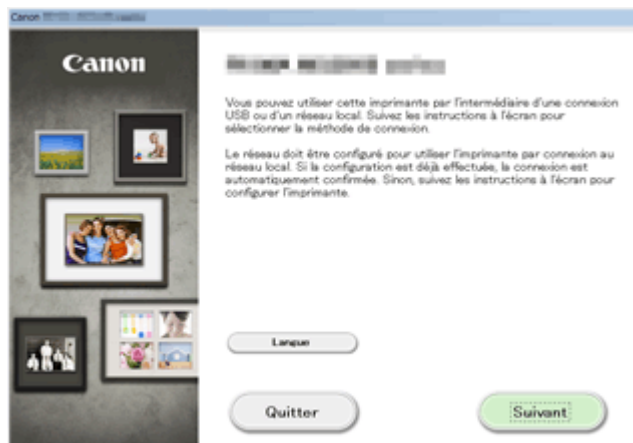 Canon
Canon
series
Vous pouvez utiliser cette imprimante par l'intermédiaire d'une connexion
USB ou d'un réseau local. Suivez les instructions à l'écran pour
sélectionner la méthode de connexion.
Le réseau doit être configuré pour utiliser l'imprimante par connexion au
réseau local. Si la configuration est déjà effectuée, la connexion est
automatiquement confirmée. Sinon, suivez les instructions à l'écran pour
configurer l'imprimante.
Langue
Quitter
Suivant